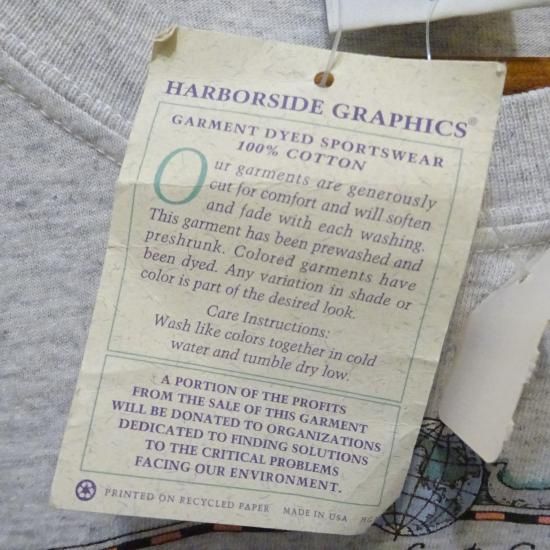 HARBORSIDE GRAPHICS®
GARMENT DYED SPORTSWEAR
100% COTTON
Our garments are generously
cut for comfort and will soften
and fade with each washing.
This garment has been prewashed and
preshrunk. Colored garments have
been dyed. Any variation in shade or
color is part of the desired look.
Care Instructions:
Wash like colors together in cold
water and tumble dry low.
A PORTION OF THE PROFITS
FROM THE SALE OF THIS GARMENT
WILL BE DONATED TO ORGANIZATIONS
DEDICATED TO FINDING SOLUTIONS
TO THE CRITICAL PROBLEMS
FACING OUR ENVIRONMENT.
PRINTED ON RECYCLED PAPER MADE IN USA